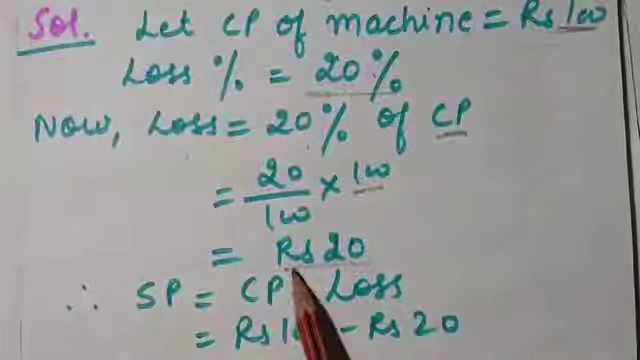 Sol. Let CP of machine = Rs 100
Loss % = 20%
Now, Loss = 20% of CP
= 20/100 × 100
= Rs 20
∴ SP = CP Loss
= Rs 10 - Rs 20